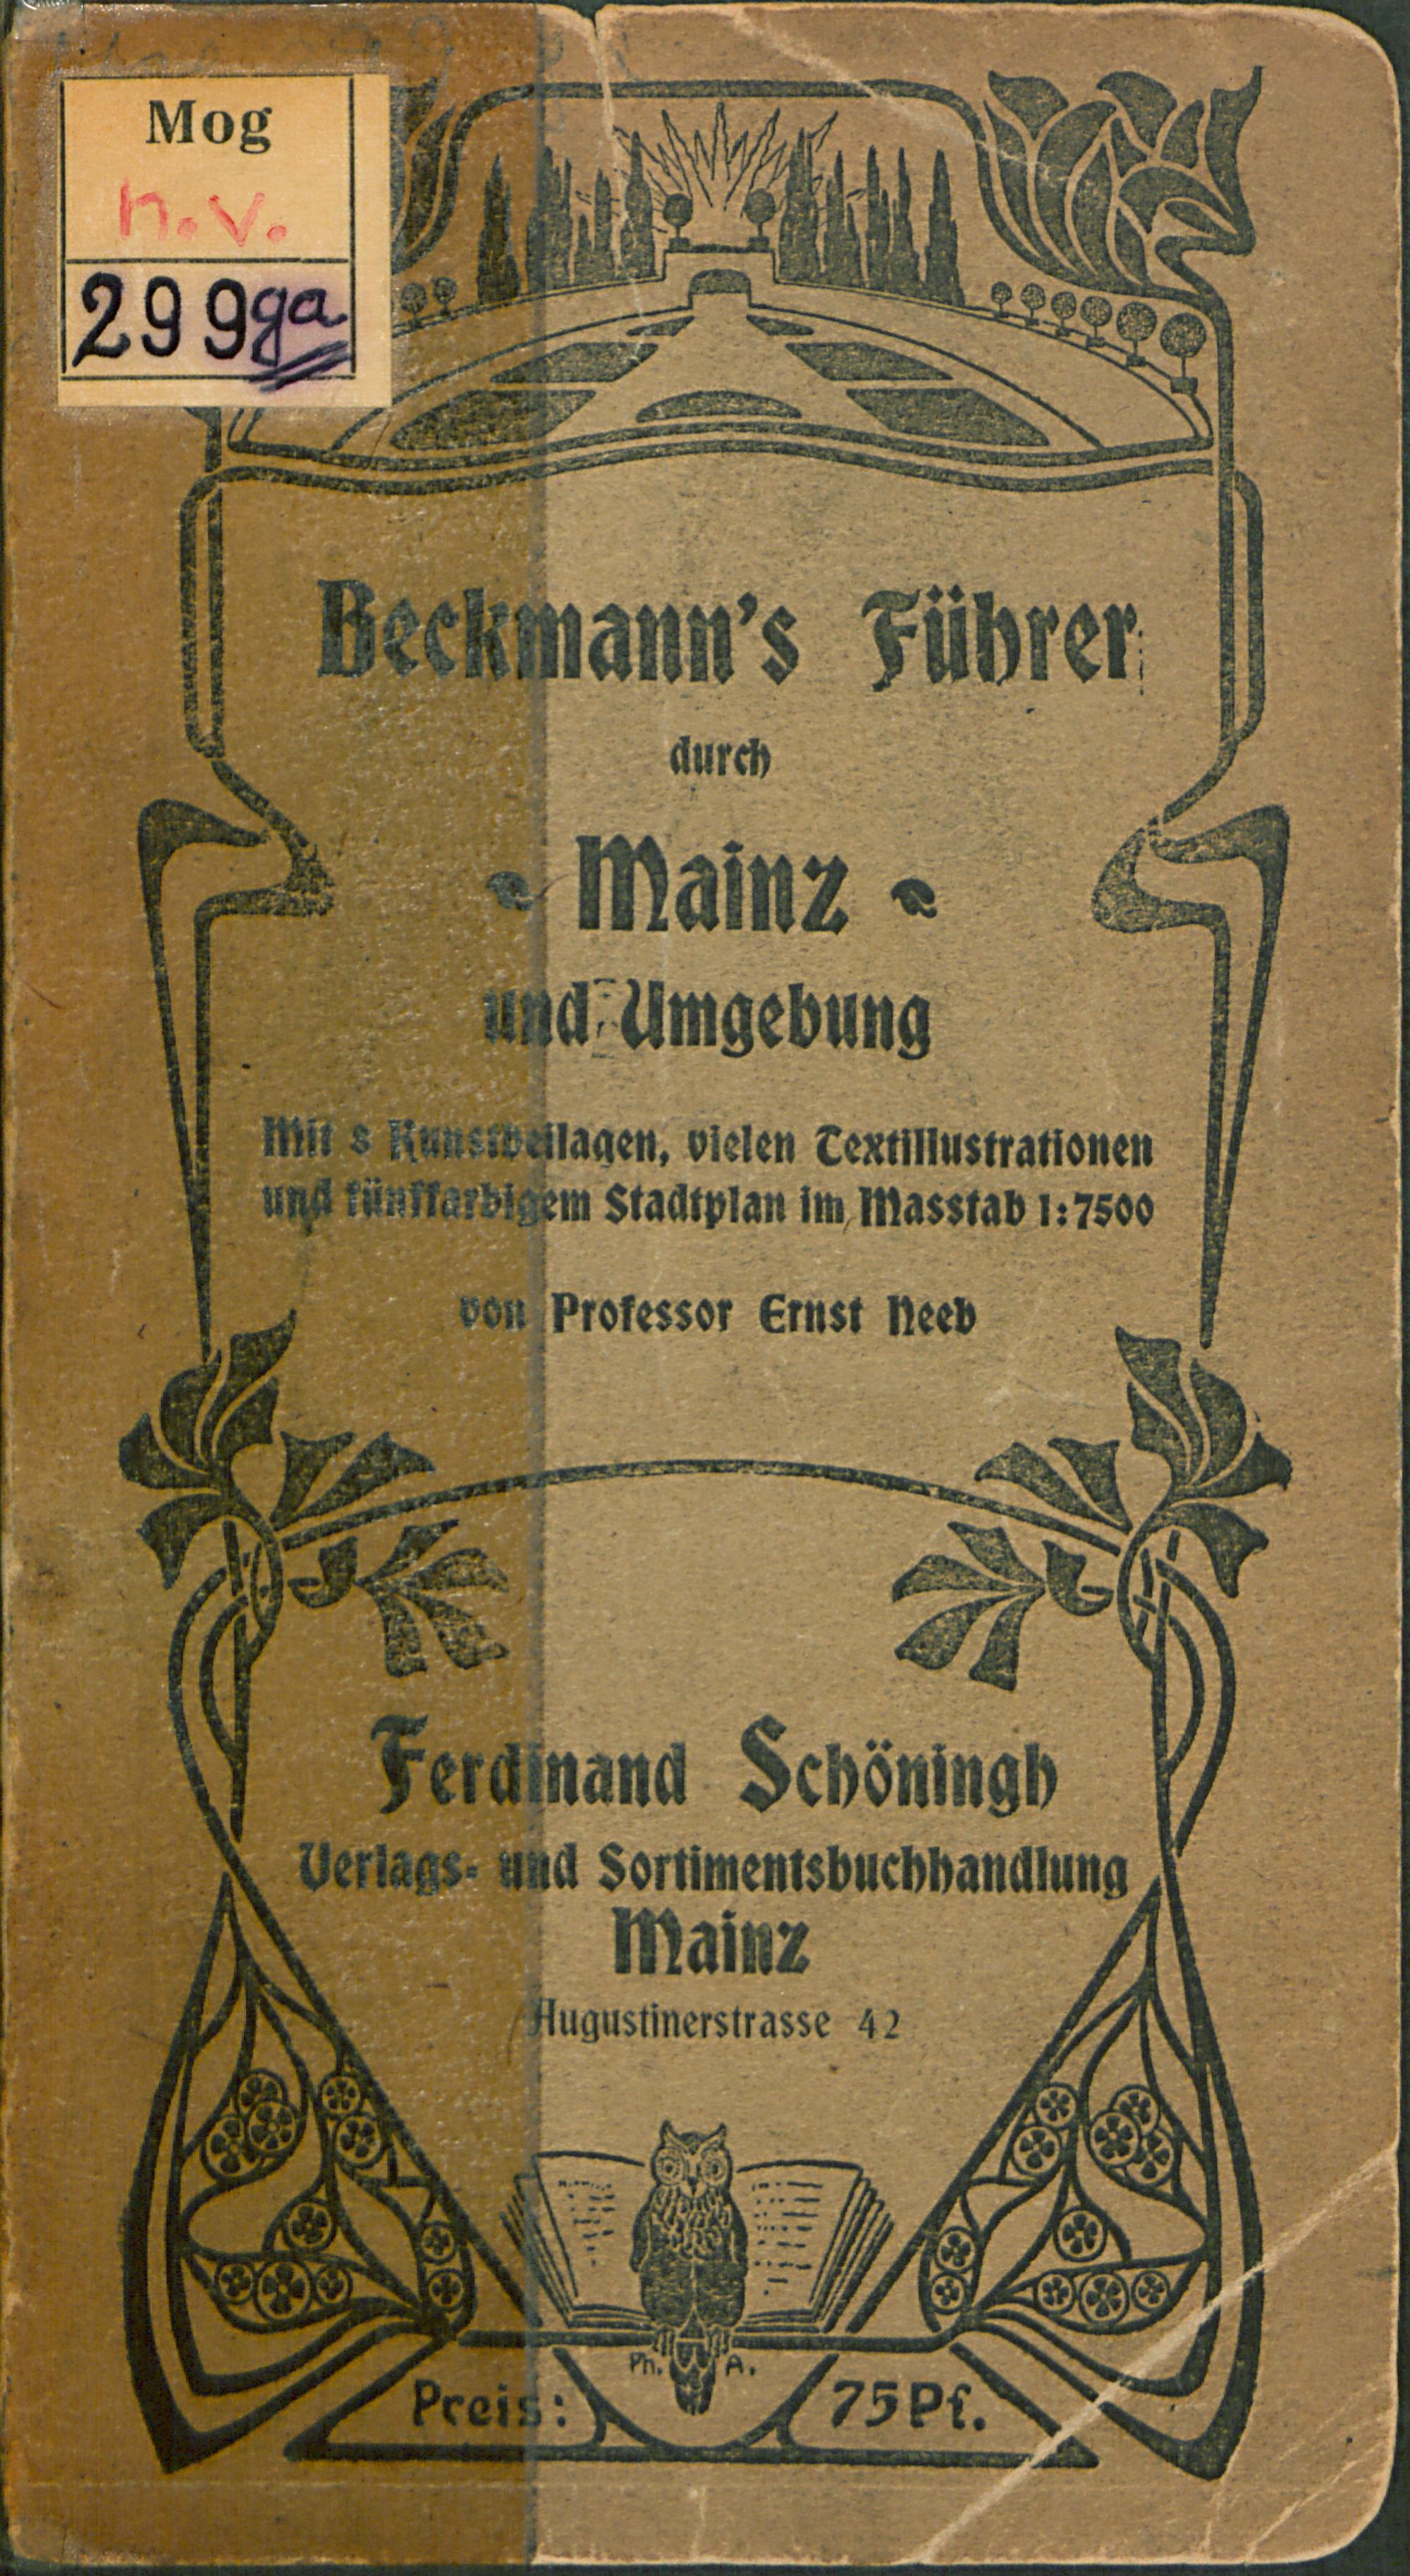 Mog
n.v.
299ga
Beckmann's Führer
durch
Mainz
und Umgebung
Mit 8 Kunstbeilagen, vielen Textillustrationen
und fünffarbigem Stadtplan im Masstab 1:7500
von Professor Ernst Neeb
Ferdinand Schöningh
Verlags- und Sortimentsbuchhandlung
Mainz
Augustinerstrasse 42
Ph. A.
Preis: 75 Pf.